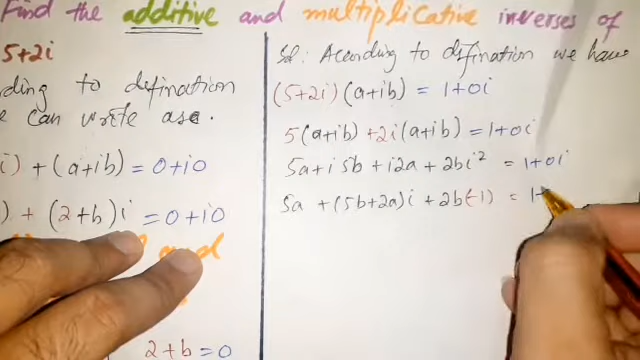 Find the additive and multiplicative inverses of
5+2i
ding to defination
e can write as
i) + (a+ib) = 0+i0
) + (2+b)i = 0+i0
and
2+b=0
Sol: According to defination we have
(5+2i)(a+ib) = 1+0i
5(a+ib)+2i(a+ib)=1+0i
5a+i5b+i2a+2bi² = 1+0i
5a +(5b+2a)i +2b(-1) = 1+